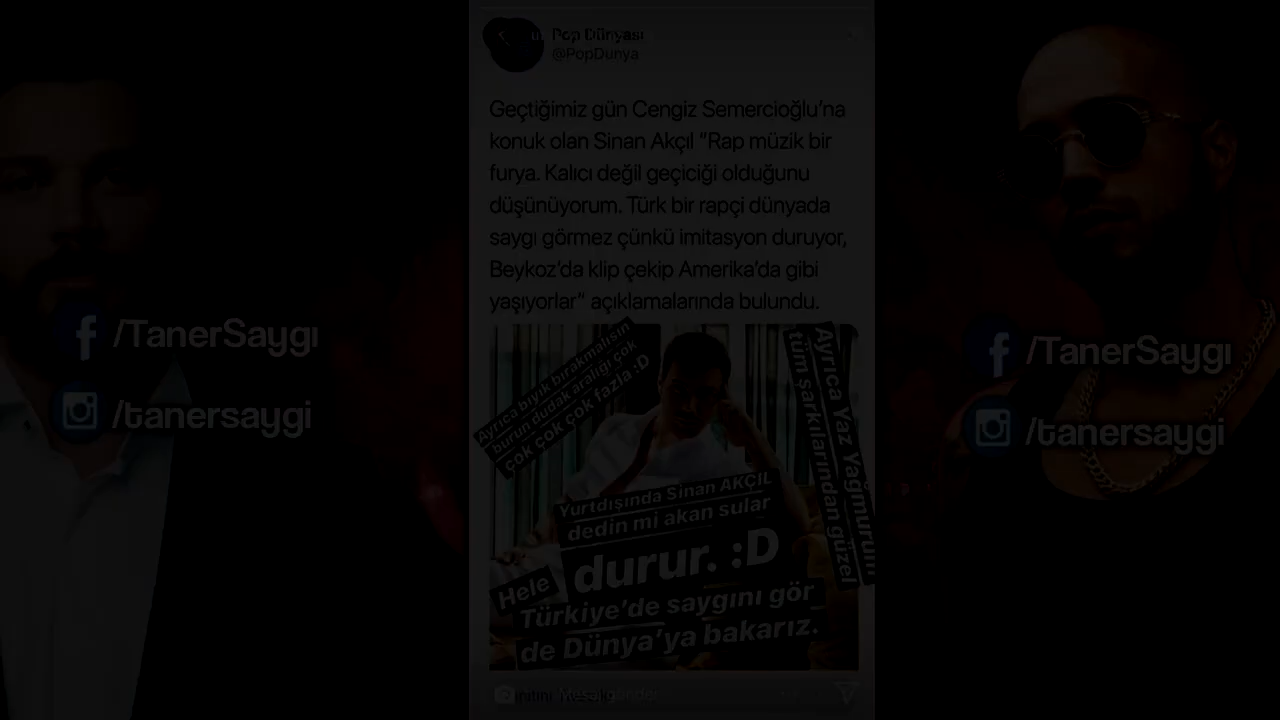 Pop Dünyası
@PopDunya
Geçtiğimiz gün Cengiz Semercioğlu’na
konuk olan Sinan Akçıl “Rap müzik bir
furya. Kalıcı değil geçiciği olduğunu
düşünüyorum. Türk bir rapçi dünyada
saygı görmez çünkü imitasyon duruyor,
Beykoz’da klip çekip Amerika’da gibi
yaşıyorlar” açıklamalarında bulundu.
Ayrıca bıyık bırakmalısın
burun dudak aralığı çok
çok çok fazla :D
Ayrıca Yaz Yağmurum
tüm şarkılarından güzel
Yurtdışında Sinan AKÇIL
dedin mi akan sular
durur. :D
Hele
Türkiye’de saygını gör
de Dünya’ya bakarız.
Mesaj gönder
/TanerSaygı
/tanersaygi
/TanerSaygı
/tanersaygi